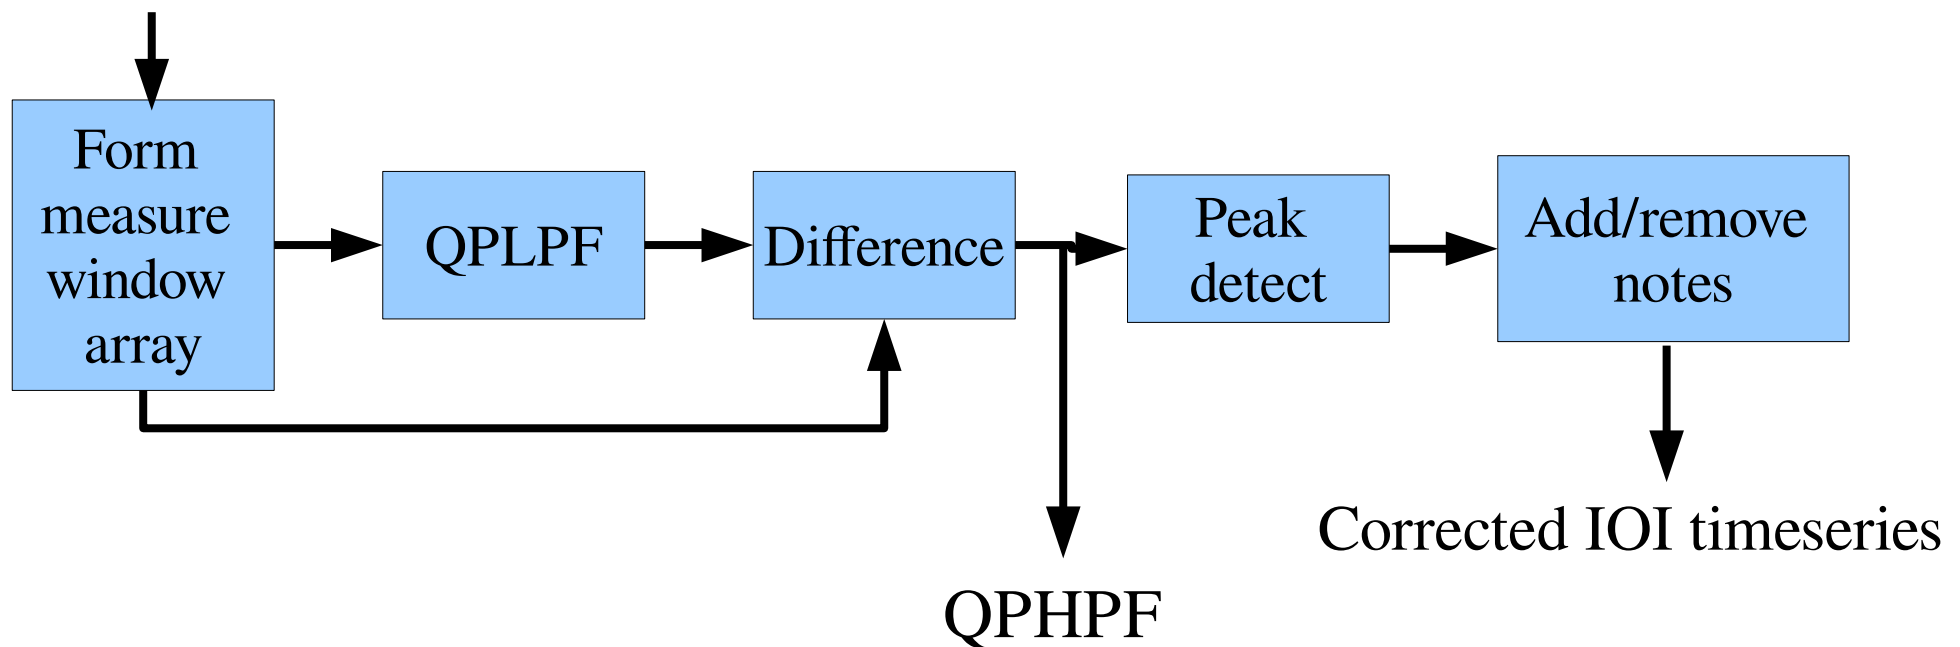 Form
measure
window
array
QPLPF
Difference
Peak
detect
Add/remove
notes
Corrected IOI timeseries
QPHPF